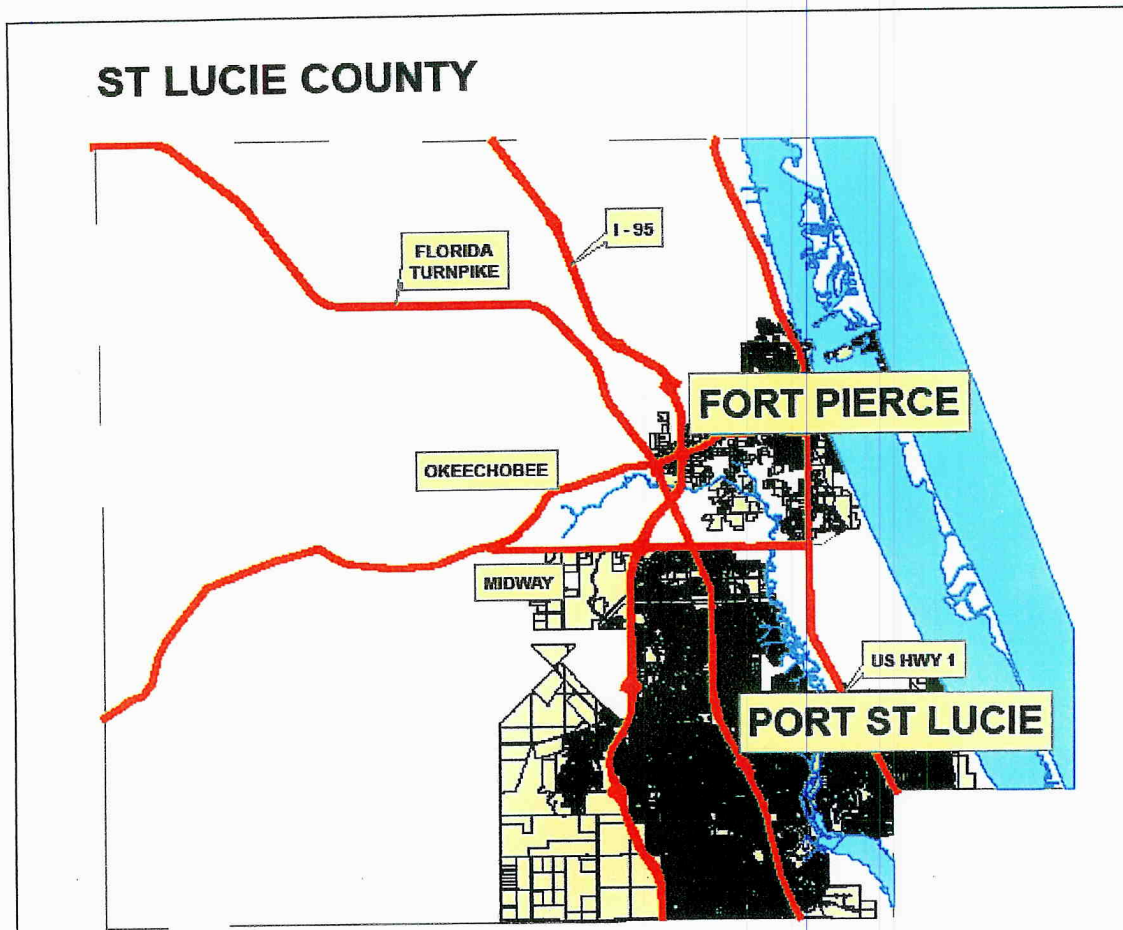 ST LUCIE COUNTY
I - 95
FLORIDA
TURNPIKE
FORT PIERCE
OKEECHOBEE
MIDWAY
US HWY 1
PORT ST LUCIE